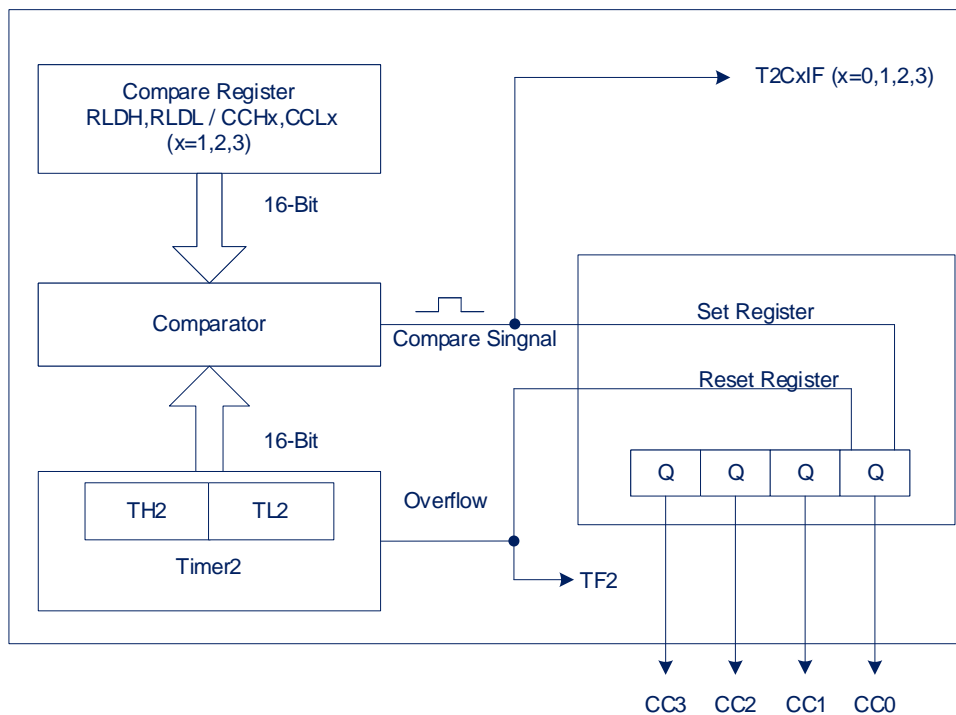 Compare Register
RLDH,RLDL / CCHx,CCLx
(x=1,2,3)
T2CxIF (x=0,1,2,3)
16-Bit
Comparator
Compare Singnal
Set Register
Reset Register
16-Bit
TH2
TL2
Timer2
Overflow
Q
Q
Q
Q
TF2
CC3
CC2
CC1
CC0